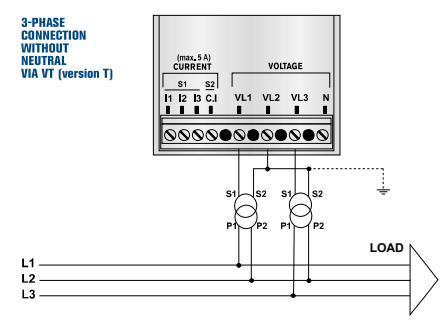 3-PHASE
CONNECTION
WITHOUT
NEUTRAL
VIA VT (version T)
(max. 5 A)
CURRENT
VOLTAGE
S1 S2
I1 I2 I3 C.I VL1 VL2 VL3 N
S1 S2 S1 S2
P1 P2 P1 P2
LOAD
L1
L2
L3